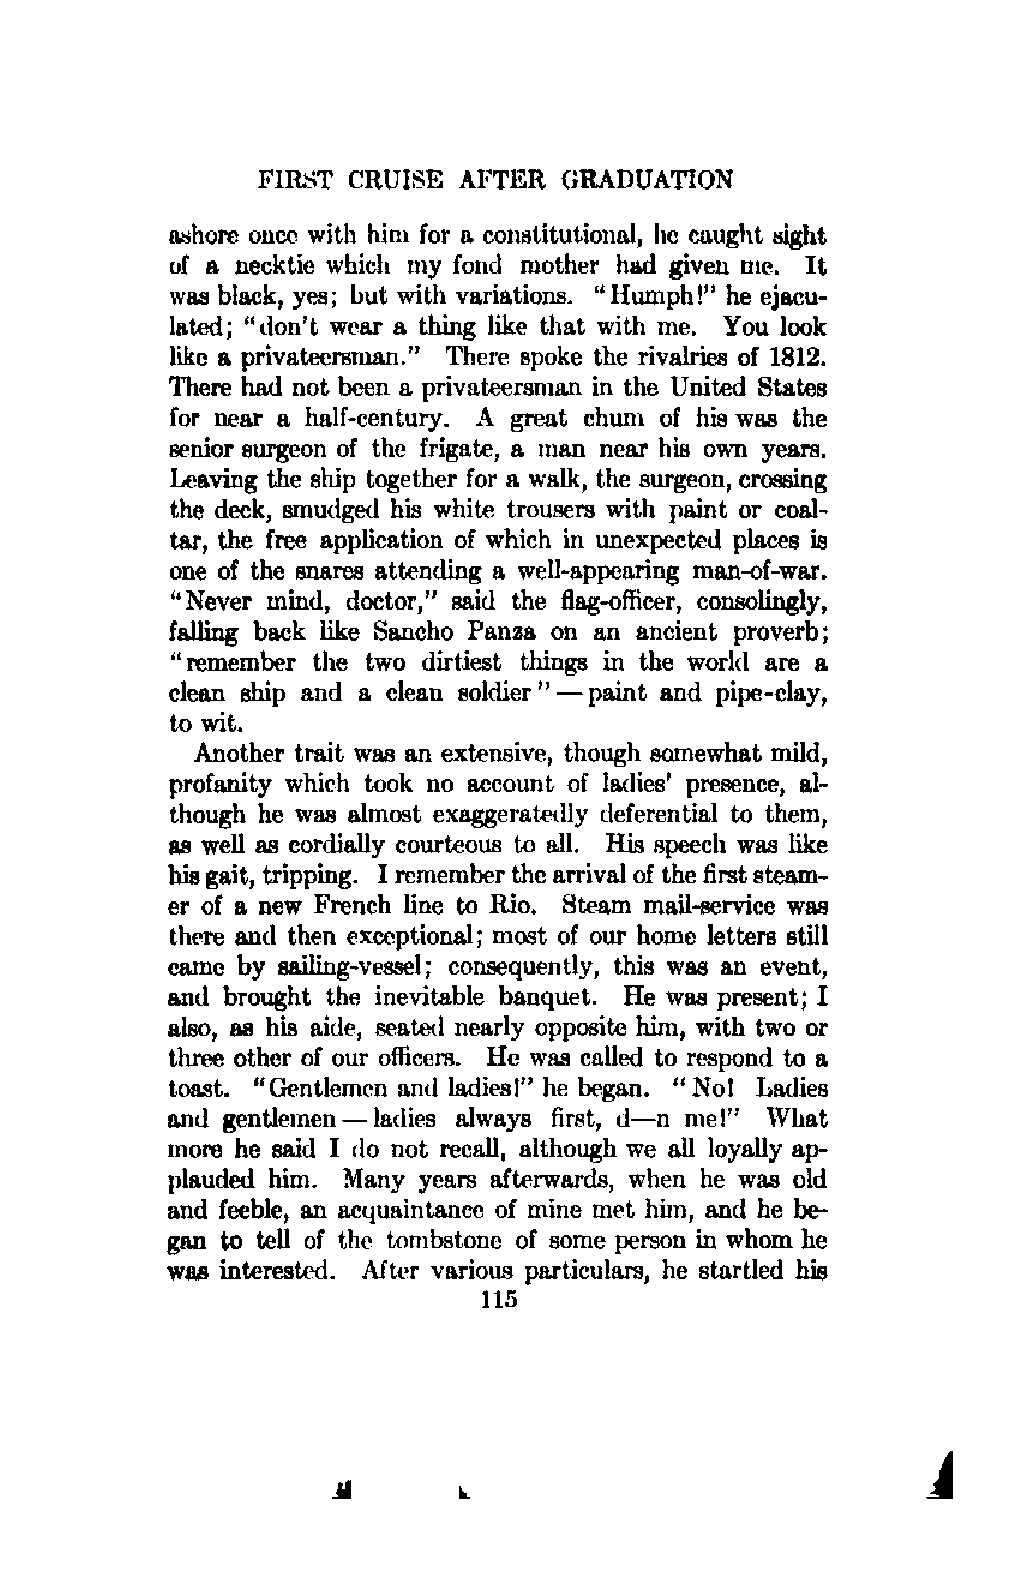 FIRST CRUISE AFTER GRADUATION
ashore once with him for a constitutional, he caught sight
of a necktie which my fond mother had given me. It
was black, yes; but with variations. "Humph!" he ejacu-
lated; "don't wear a thing like that with me. You look
like a privateersman." There spoke the rivalries of 1812.
There had not been a privateersman in the United States
for near a half-century. A great chum of his was the
senior surgeon of the frigate, a man near his own years.
Leaving the ship together for a walk, the surgeon, crossing
the deck, smudged his white trousers with paint or coal-
tar, the free application of which in unexpected places is
one of the snares attending a well-appearing man-of-war.
"Never mind, doctor," said the flag-officer, consolingly,
falling back like Sancho Panza on an ancient proverb;
"remember the two dirtiest things in the world are a
clean ship and a clean soldier"—paint and pipe-clay,
to wit.
Another trait was an extensive, though somewhat mild,
profanity which took no account of ladies' presence, al-
though he was almost exaggeratedly deferential to them,
as well as cordially courteous to all. His speech was like
his gait, tripping. I remember the arrival of the first steam-
er of a new French line to Rio. Steam mail-service was
there and then exceptional; most of our home letters still
came by sailing-vessel; consequently, this was an event,
and brought the inevitable banquet. He was present; I
also, as his aide, seated nearly opposite him, with two or
three other of our officers. He was called to respond to a
toast. "Gentlemen and ladies!" he began. "No! Ladies
and gentlemen—ladies always first, d—n me!" What
more he said I do not recall, although we all loyally ap-
plauded him. Many years afterwards, when he was old
and feeble, an acquaintance of mine met him, and he be-
gan to tell of the tombstone of some person in whom he
was interested. After various particulars, he startled his
115